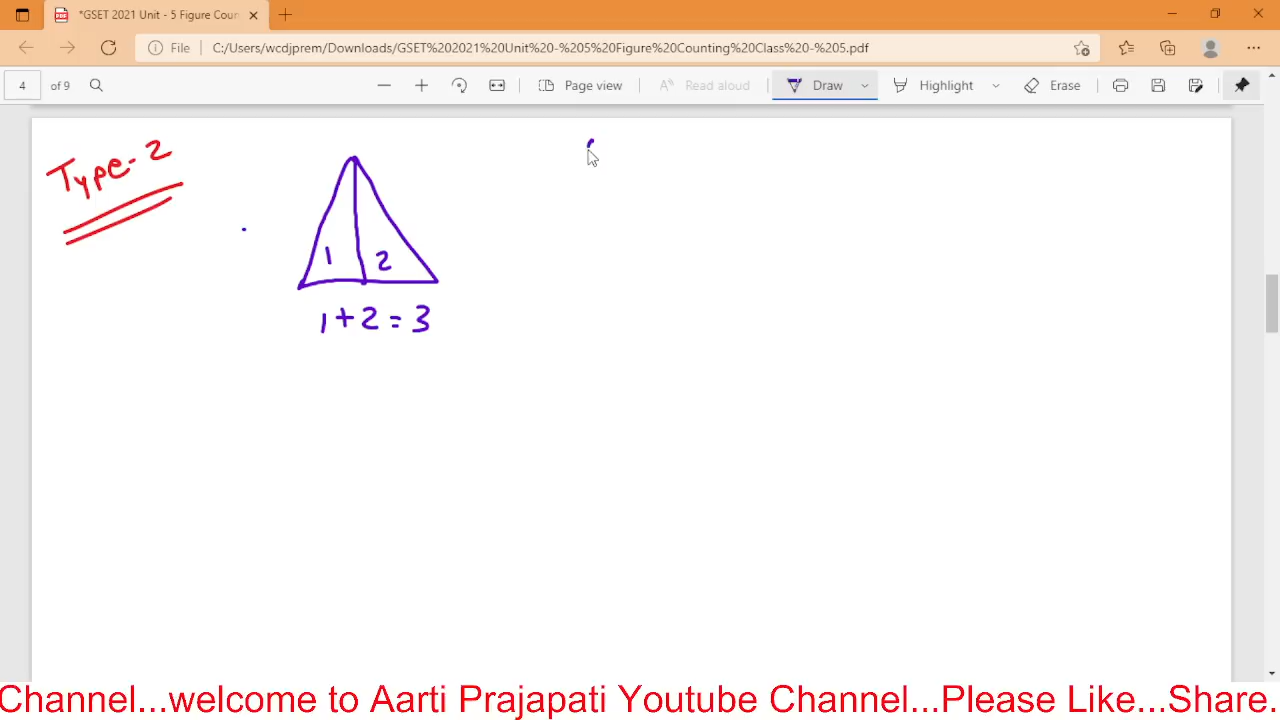 *GSET 2021 Unit - 5 Figure Coun
File
C:/Users/wcdjprem/Downloads/GSET%202021%20Unit%20-%205%20Figure%20Counting%20Class%20-%205.pdf
4 of 9
Page view
Read aloud
Draw
Highlight
Erase
Type-2
1 2
1+2=3
Channel...welcome to Aarti Prajapati Youtube Channel...Please Like...Share.